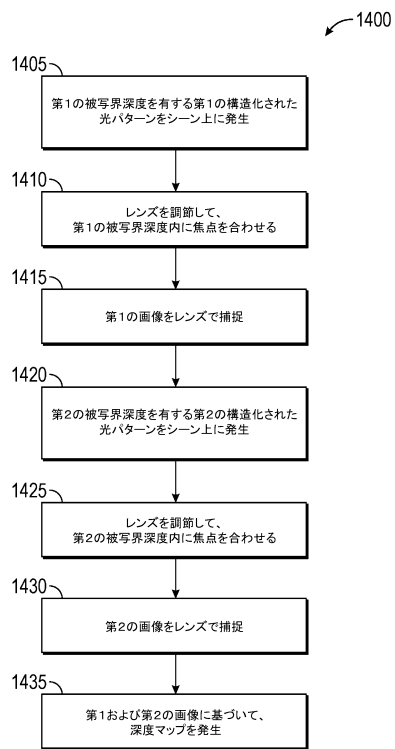 1400
1405
第1の被写界深度を有する第1の構造化された
光パターンをシーン上に発生
1410
レンズを調節して、
第1の被写界深度内に焦点を合わせる
1415
第1の画像をレンズで捕捉
1420
第2の被写界深度を有する第2の構造化された
光パターンをシーン上に発生
1425
レンズを調節して、
第2の被写界深度内に焦点を合わせる
1430
第2の画像をレンズで捕捉
1435
第1および第2の画像に基づいて、
深度マップを発生